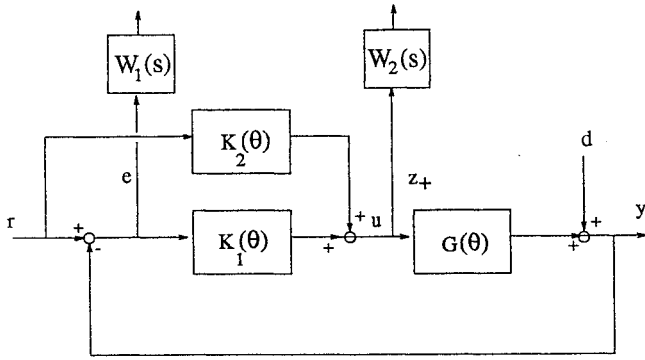 W₁(s)
W₂(s)
K₂(θ)
d
e
z+
r
+
-
K₁(θ)
+
+
u
G(θ)
+
+
y